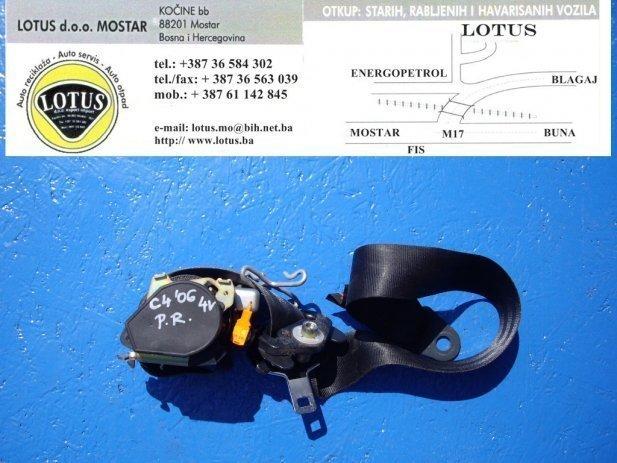 LOTUS d.o.o. MOSTAR
KOČINE bb
88201 Mostar
Bosna i Hercegovina
Auto reciklaža - Auto servis - Auto otpad
LOTUS
tel.: +387 36 584 302
tel./fax: + 387 36 563 039
mob.: + 387 61 142 845
e-mail: lotus.mo@bih.net.ba
http:// www.lotus.ba
OTKUP: STARIH, RABLJENIH I HAVARISANIH VOZILA
LOTUS
ENERGOPETROL
BLAGAJ
MOSTAR
M17
BUNA
FIS
C4 '06 4V
P.R.